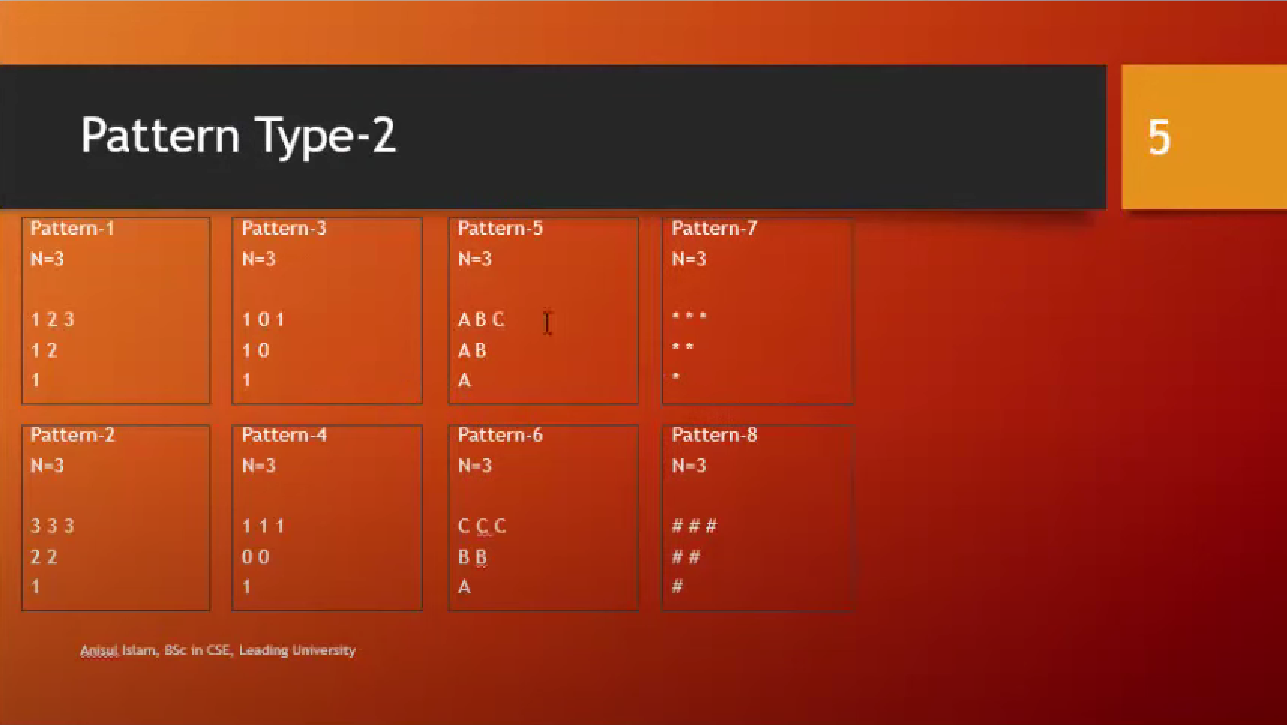 Pattern Type-2
5
Pattern-1
N=3
1 2 3
1 2
1
Pattern-3
N=3
1 0 1
1 0
1
Pattern-5
N=3
A B C
A B
A
Pattern-7
N=3
* * *
* *
*
Pattern-2
N=3
3 3 3
2 2
1
Pattern-4
N=3
1 1 1
0 0
1
Pattern-6
N=3
C C C
B B
A
Pattern-8
N=3
# # #
# #
#
Anisul Islam, BSc in CSE, Leading University